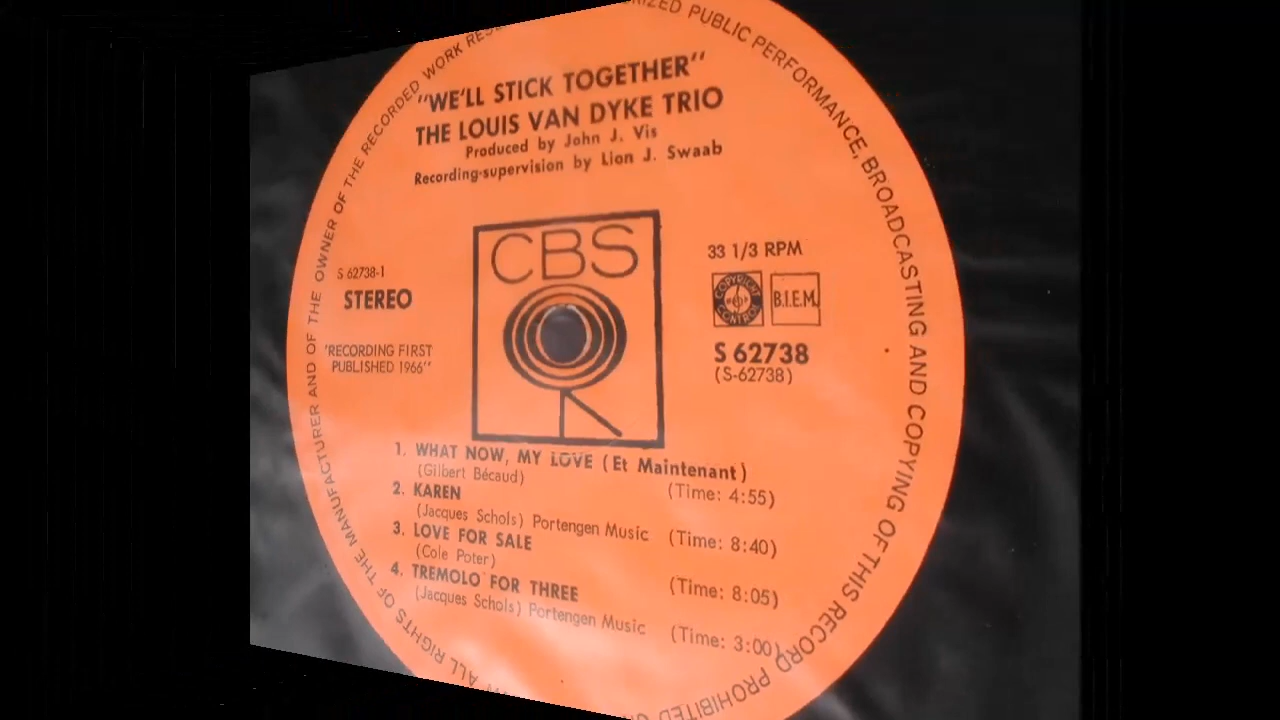 "WE'LL STICK TOGETHER"
THE LOUIS VAN DYKE TRIO
Produced by John J. Vis
Recording-supervision by Lion J. Swaab
CBS
33 1/3 RPM
S 62738-1
STEREO
COPYRIGHT CONTROL
B.I.E.M.
'RECORDING FIRST
PUBLISHED 1966"
S 62738
(S-62738)
1. WHAT NOW, MY LOVE (Et Maintenant)
(Gilbert Bécaud) (Time: 4:55)
2. KAREN
(Jacques Schols) Portengen Music (Time: 8:40)
3. LOVE FOR SALE
(Cole Poter) (Time: 8:05)
4. TREMOLO FOR THREE
(Jacques Schols) Portengen Music (Time: 3:00)
ALL RIGHTS OF THE MANUFACTURER AND OF THE OWNER OF THE RECORDED WORK
PUBLIC PERFORMANCE, BROADCASTING AND COPYING OF THIS RECORD PROHIBITED